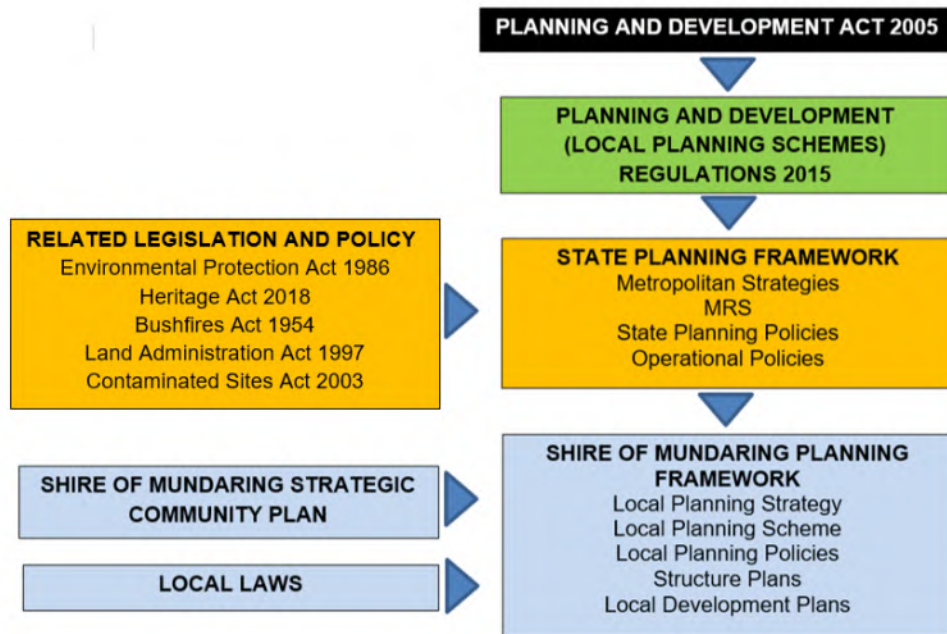 PLANNING AND DEVELOPMENT ACT 2005
PLANNING AND DEVELOPMENT
(LOCAL PLANNING SCHEMES)
REGULATIONS 2015
RELATED LEGISLATION AND POLICY
Environmental Protection Act 1986
Heritage Act 2018
Bushfires Act 1954
Land Administration Act 1997
Contaminated Sites Act 2003
STATE PLANNING FRAMEWORK
Metropolitan Strategies
MRS
State Planning Policies
Operational Policies
SHIRE OF MUNDARING STRATEGIC
COMMUNITY PLAN
LOCAL LAWS
SHIRE OF MUNDARING PLANNING
FRAMEWORK
Local Planning Strategy
Local Planning Scheme
Local Planning Policies
Structure Plans
Local Development Plans